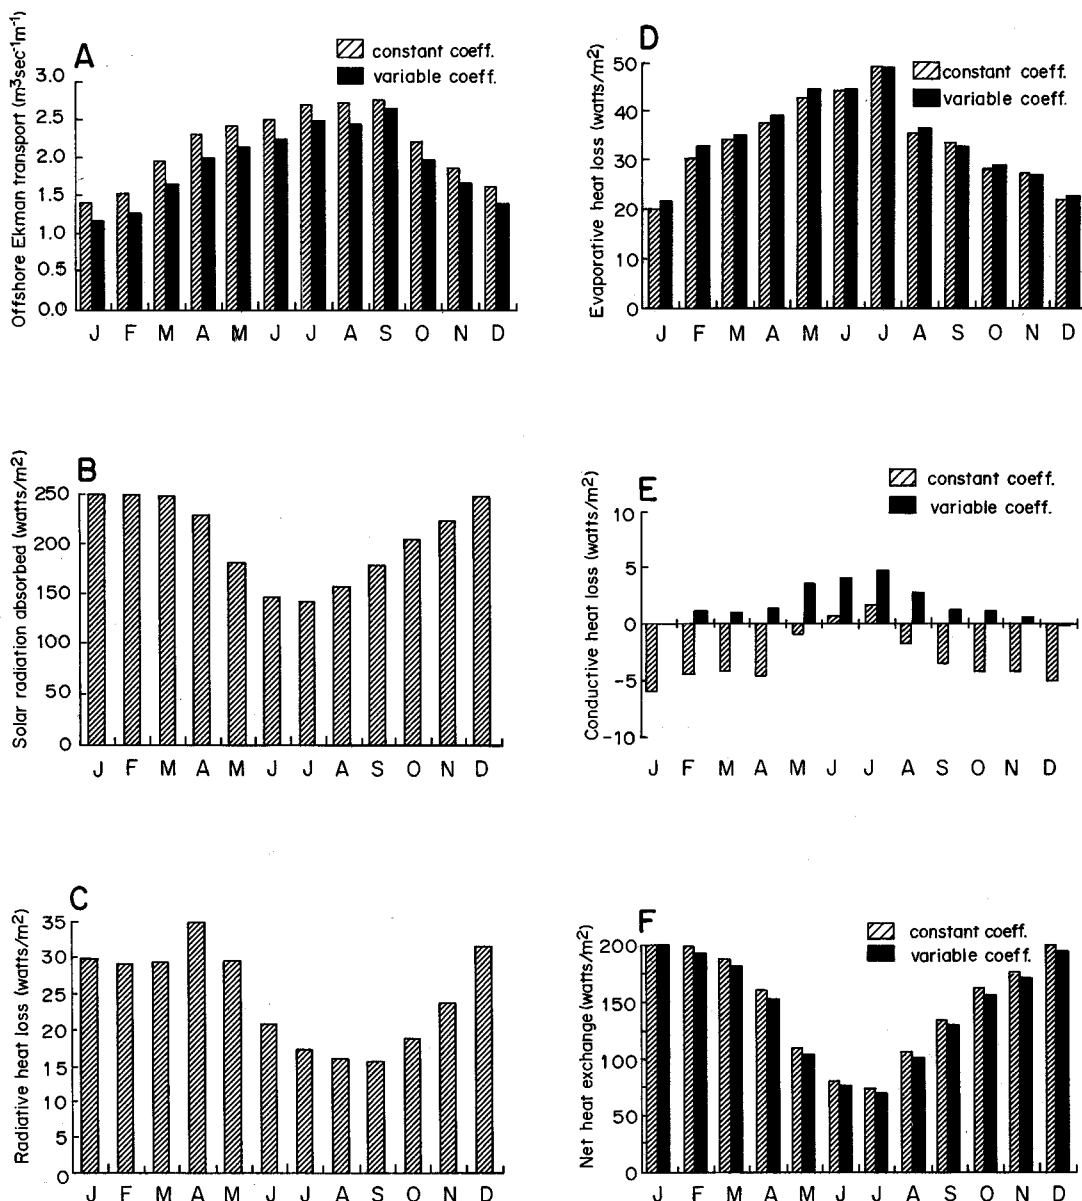 A
constant coeff.
variable coeff.
Offshore Ekman transport (m³sec⁻¹m⁻¹)
3.0
2.5
2.0
1.5
1.0
0.5
0.0
J F M A M J J A S O N D
D
constant coeff.
variable coeff.
Evaporative heat loss (watts/m²)
50
40
30
20
10
0
J F M A M J J A S O N D
B
Solar radiation absorbed (watts/m²)
250
200
150
100
50
0
J F M A M J J A S O N D
E
constant coeff.
variable coeff.
Conductive heat loss (watts/m²)
10
5
0
-5
-10
J F M A M J J A S O N D
C
Radiative heat loss (watts/m²)
35
30
25
20
15
10
5
0
J F M A M J J A S O N D
F
constant coeff.
variable coeff.
Net heat exchange (watts/m²)
200
150
100
50
0
J F M A M J J A S O N D